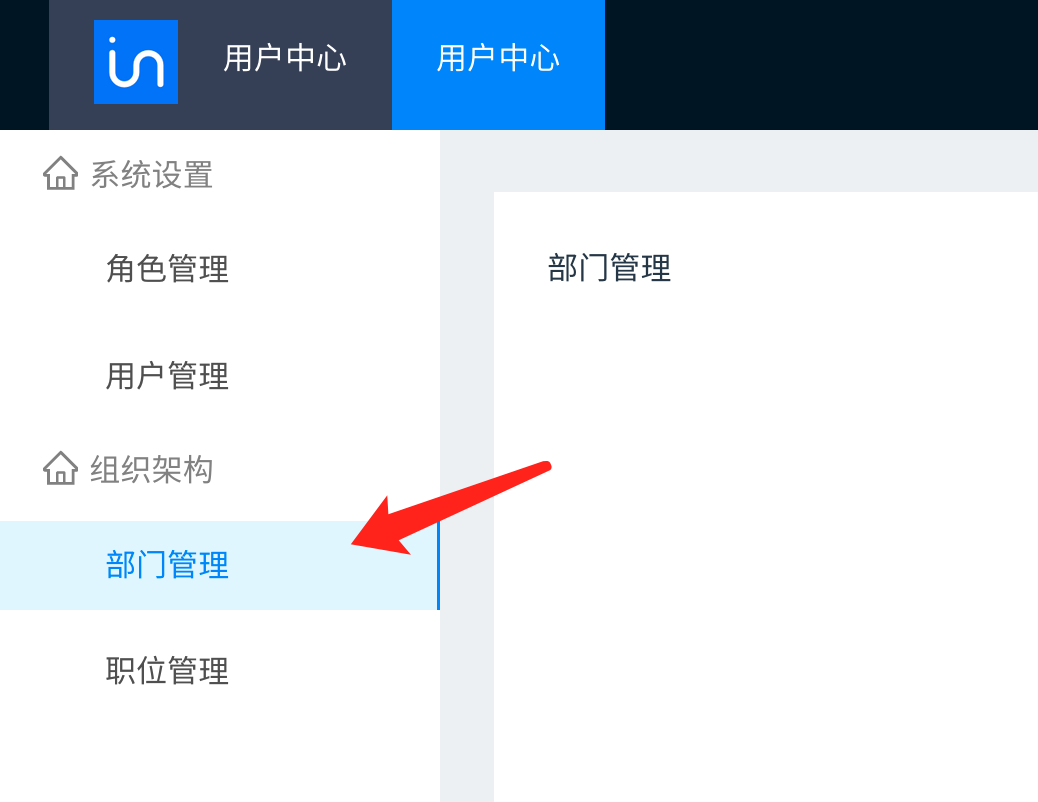 in 用户中心 用户中心
系统设置
角色管理
用户管理
组织架构
部门管理
职位管理
部门管理